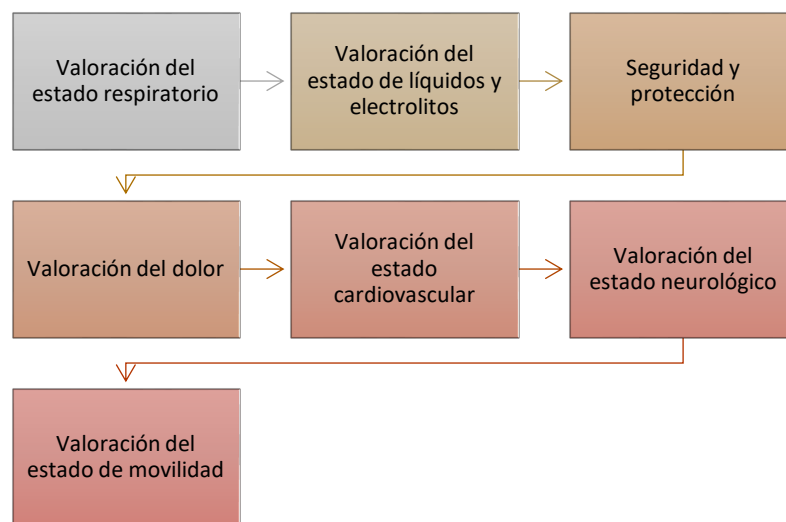 Valoración del
estado respiratorio
Valoración del
estado de líquidos y
electrolitos
Seguridad y
protección
Valoración del dolor
Valoración del
estado
cardiovascular
Valoración del
estado neurológico
Valoración del
estado de movilidad